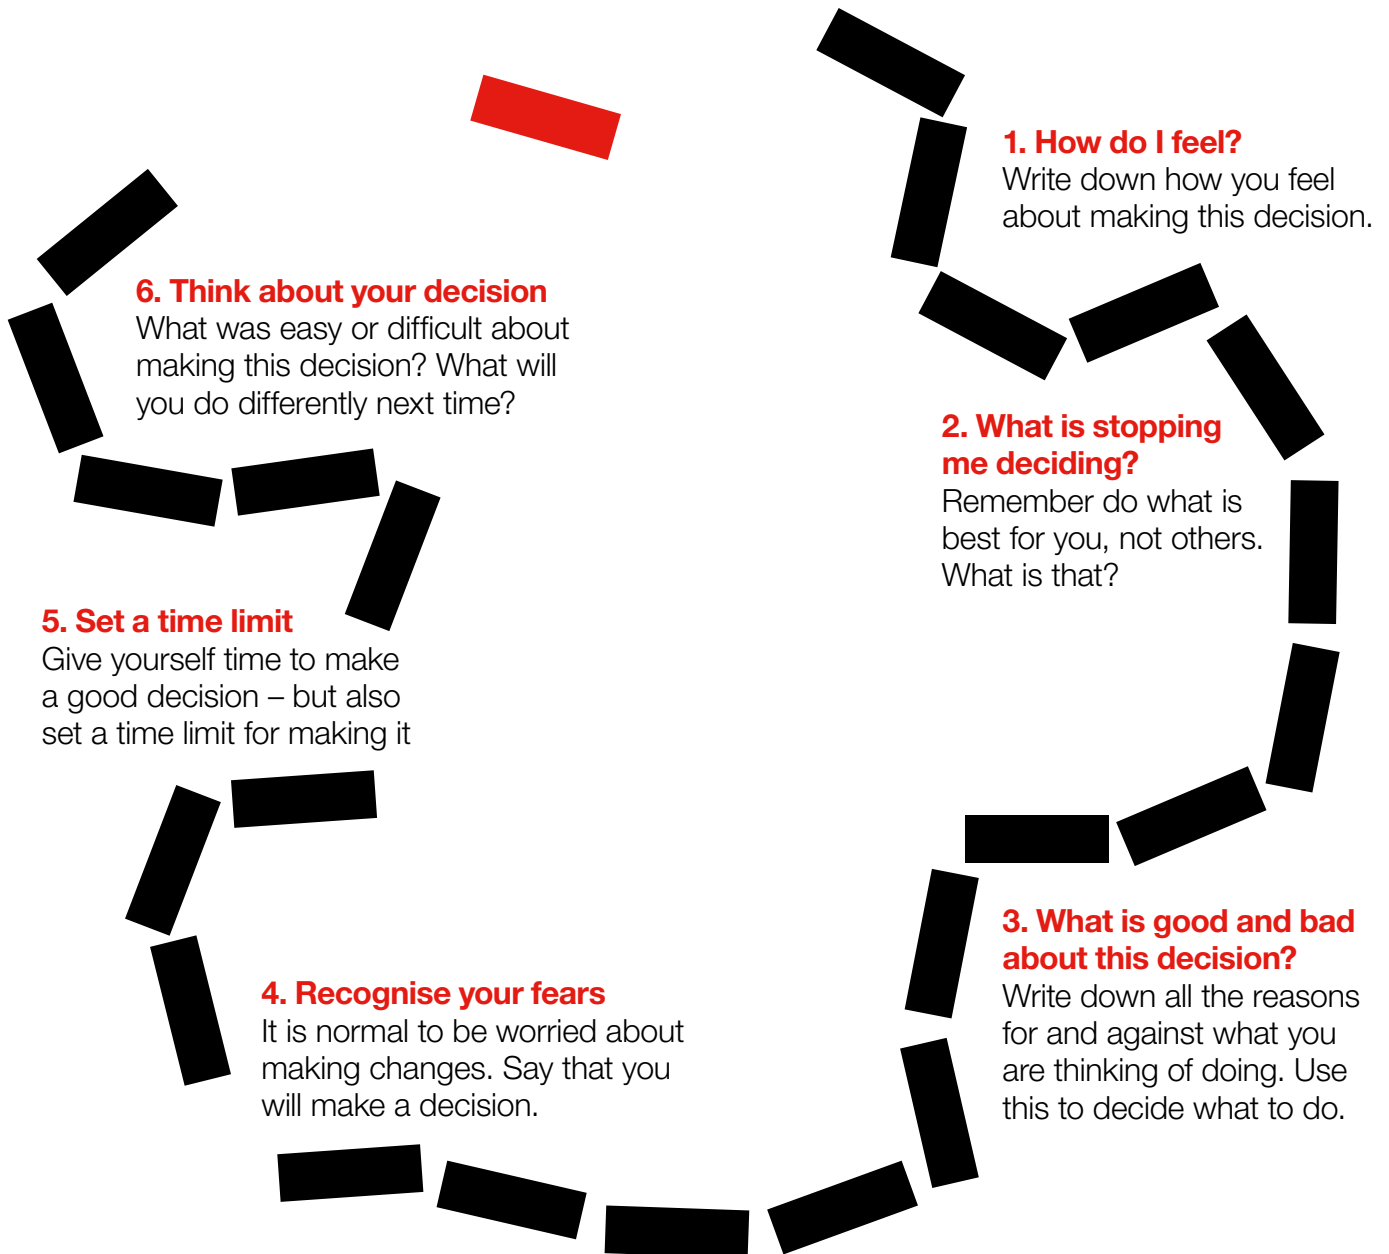 1. How do I feel?
Write down how you feel
about making this decision.
2. What is stopping
me deciding?
Remember do what is
best for you, not others.
What is that?
3. What is good and bad
about this decision?
Write down all the reasons
for and against what you
are thinking of doing. Use
this to decide what to do.
4. Recognise your fears
It is normal to be worried about
making changes. Say that you
will make a decision.
5. Set a time limit
Give yourself time to make
a good decision – but also
set a time limit for making it
6. Think about your decision
What was easy or difficult about
making this decision? What will
you do differently next time?